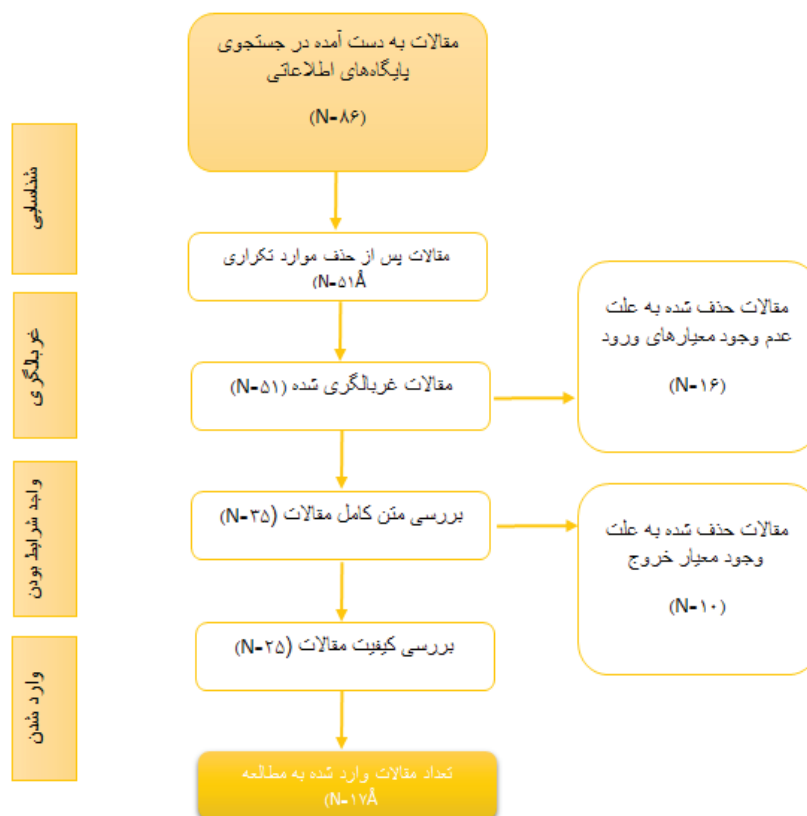 مقالات به دست آمده در جستجوی
پایگاه‌های اطلاعاتی
(N=۸۶)
شناسایی
مقالات پس از حذف موارد تکراری
(N=۵۱Å
غربالگری
مقالات غربالگری شده (N=۵۱)
مقالات حذف شده به علت
عدم وجود معیارهای ورود
(N=۱۶)
واجد شرایط بودن
بررسی متن کامل مقالات (N=۳۵)
مقالات حذف شده به علت
وجود معیار خروج
(N=۱۰)
بررسی کیفیت مقالات (N=۲۵)
وارد شدن
تعداد مقالات وارد شده به مطالعه
(N=۱۷Å